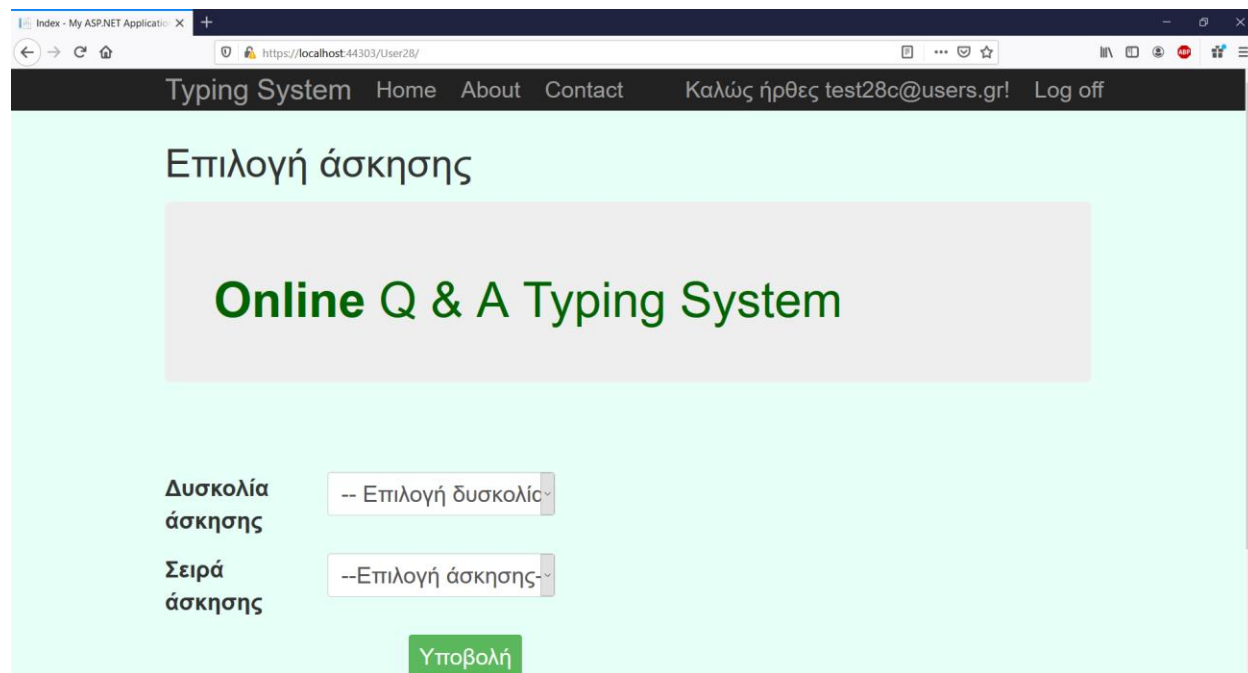 Index - My ASP.NET Applicatio
https://localhost:44303/User28/
ABP
Typing System Home About Contact Καλώς ήρθες test28c@users.gr! Log off
Επιλογή άσκησης
Online Q & A Typing System
Δυσκολία
άσκησης
-- Επιλογή δυσκολία
Σειρά
άσκησης
--Επιλογή άσκησης-
Υποβολή